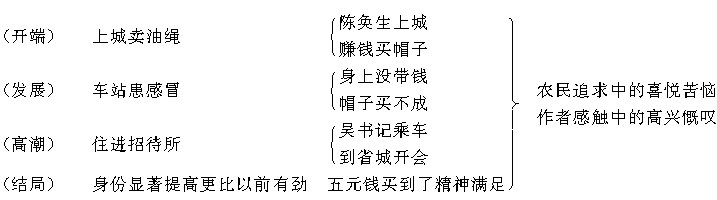 (开端) 上城卖油绳 陈奂生上城
赚钱买帽子
(发展) 车站患感冒 身上没带钱
帽子买不成
(高潮) 住进招待所 吴书记乘车
到省城开会
(结局) 身份显著提高更比以前有劲 五元钱买到了精神满足
农民追求中的喜悦苦恼
作者感触中的高兴慨叹